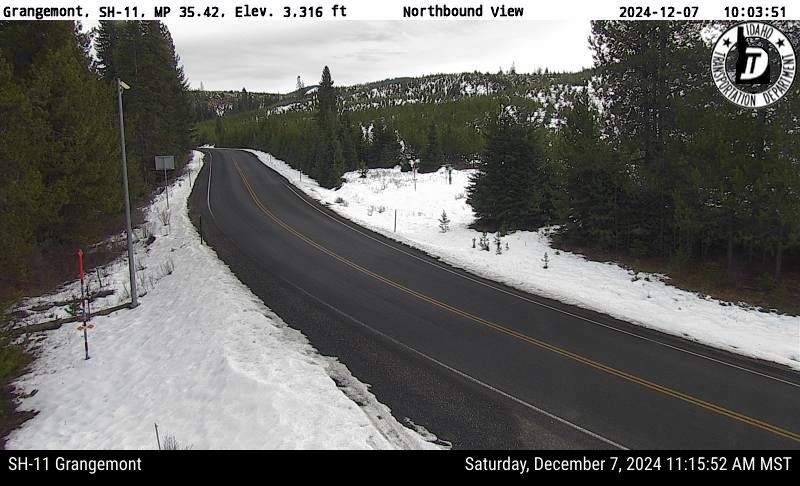 Grangemont, SH-11, MP 35.42, Elev. 3,316 ft Northbound View 2024-12-07 10:03:51
IDAHO
TRANSPORTATION DEPARTMENT
SH-11 Grangemont Saturday, December 7, 2024 11:15:52 AM MST